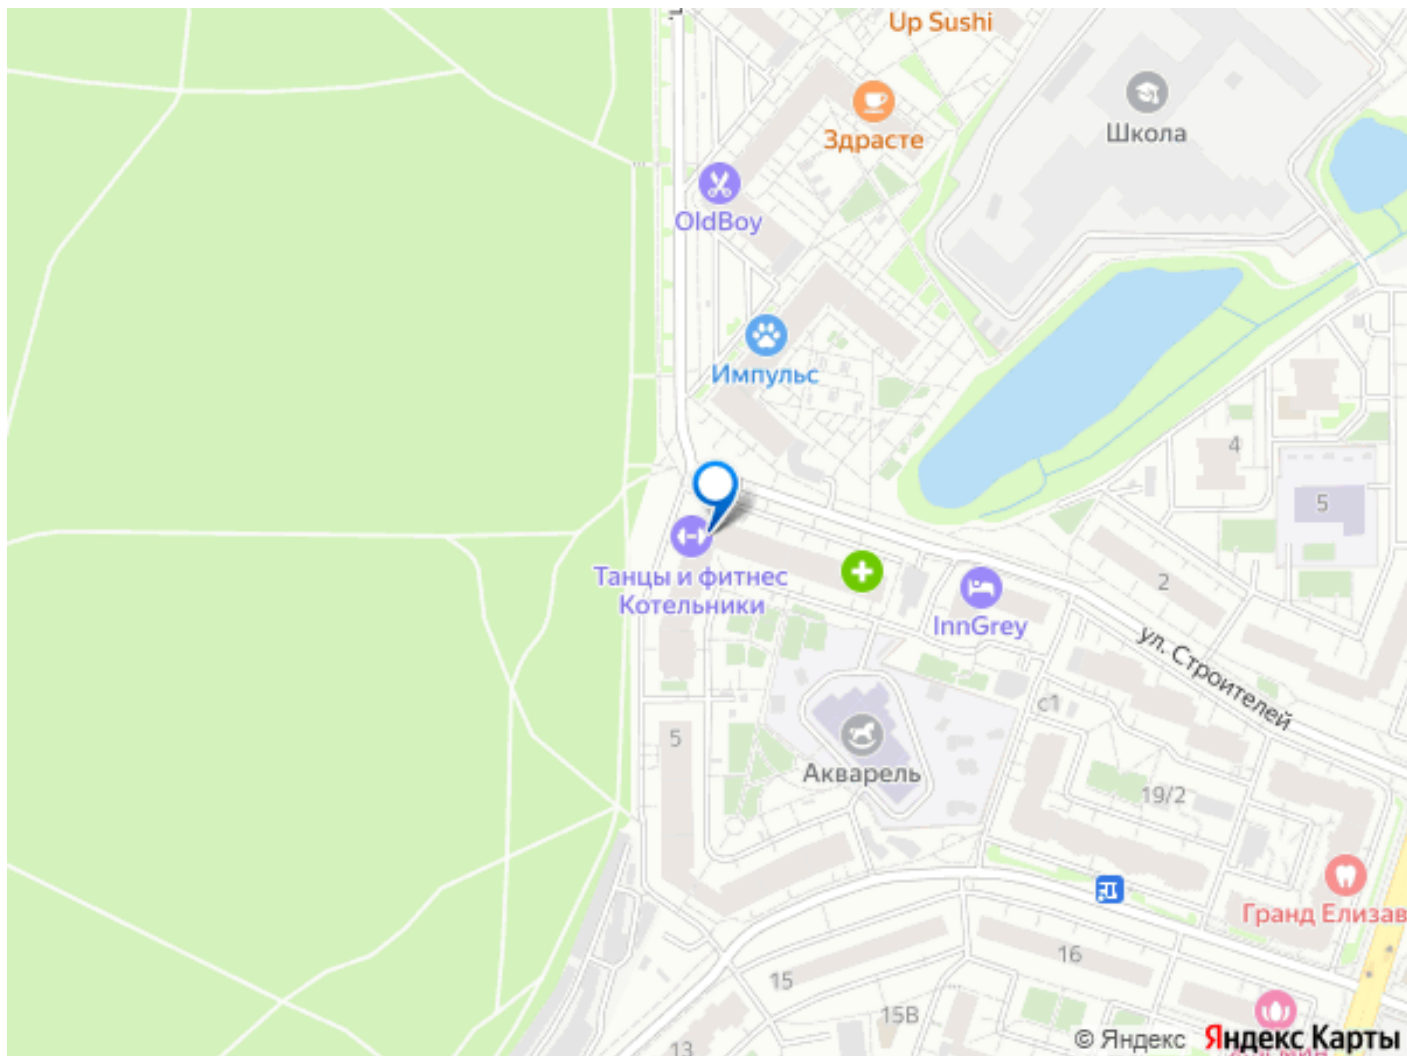 Up Sushi
Школа
Здрасте
OldBoy
Импульс
4
5
Танцы и фитнес
Котельники
2
InnGrey
ул. Строителей
с1
5
Акварель
19/2
Гранд Елизав
16
15
15В
13
© Яндекс
Яндекс Карты